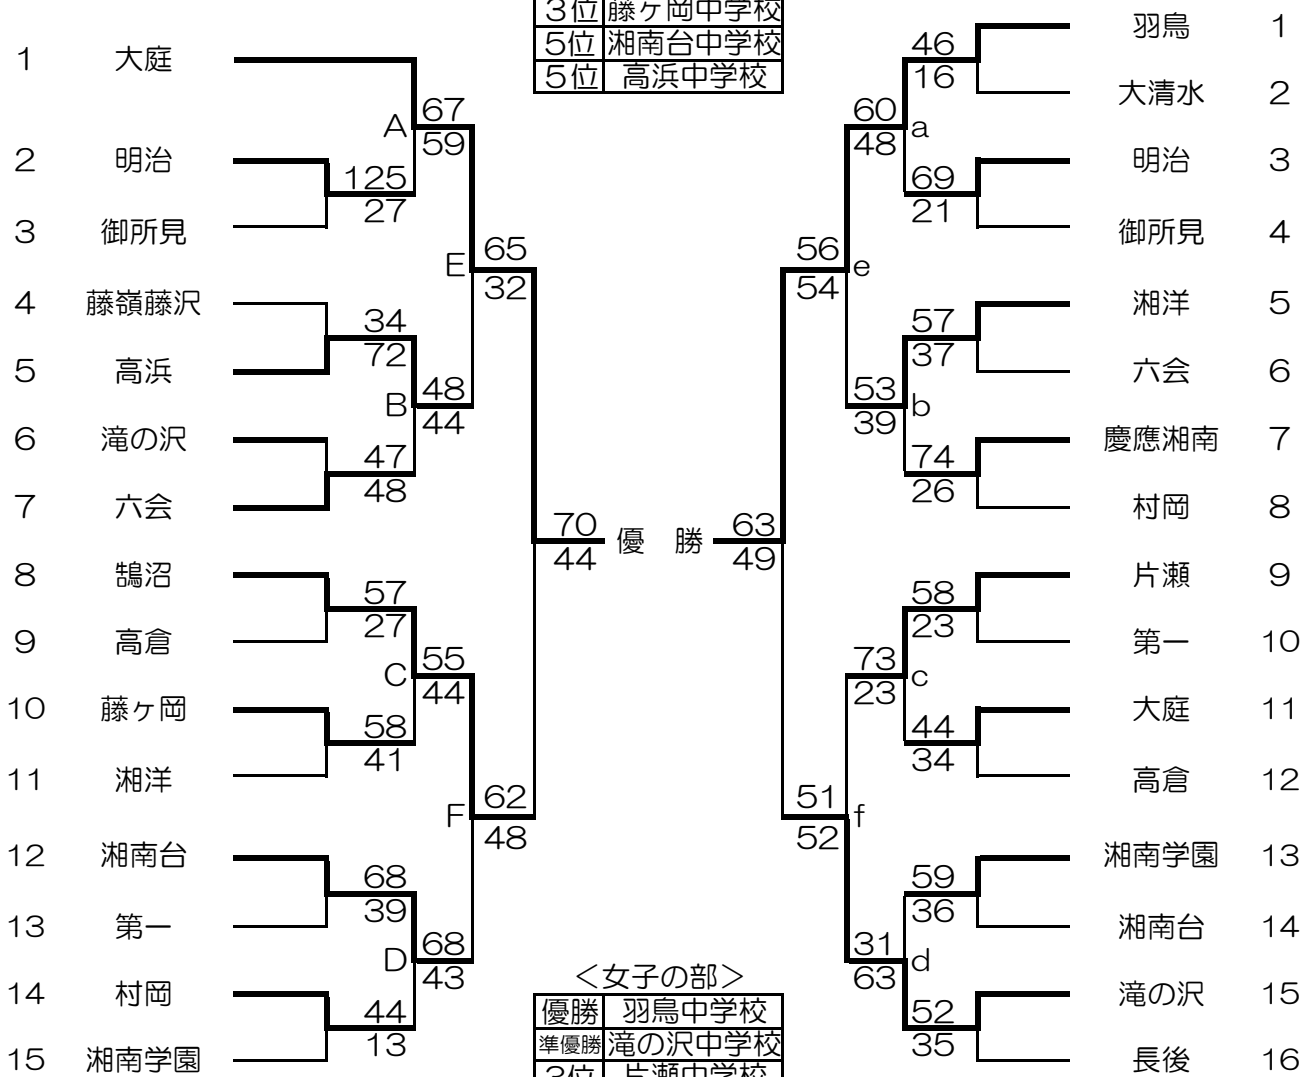 3位 藤ヶ岡中学校
5位 湘南台中学校
5位 高浜中学校
1 大庭
2 明治
3 御所見
4 藤嶺藤沢
5 高浜
6 滝の沢
7 六会
8 鵠沼
9 高倉
10 藤ヶ岡
11 湘洋
12 湘南台
13 第一
14 村岡
15 湘南学園
125
27
34
72
47
48
57
27
58
41
68
39
44
13
A
67
59
B
48
44
C
55
44
D
68
43
E
65
32
F
62
48
70
44
優 勝
63
49
56
54
e
51
52
f
60
48
a
53
39
b
73
23
c
31
63
d
46
16
69
21
57
37
74
26
58
23
44
34
59
36
52
35
羽鳥 1
大清水 2
明治 3
御所見 4
湘洋 5
六会 6
慶應湘南 7
村岡 8
片瀬 9
第一 10
大庭 11
高倉 12
湘南学園 13
湘南台 14
滝の沢 15
長後 16
＜女子の部＞
優勝 羽鳥中学校
準優勝 滝の沢中学校
3位 片瀬中学校